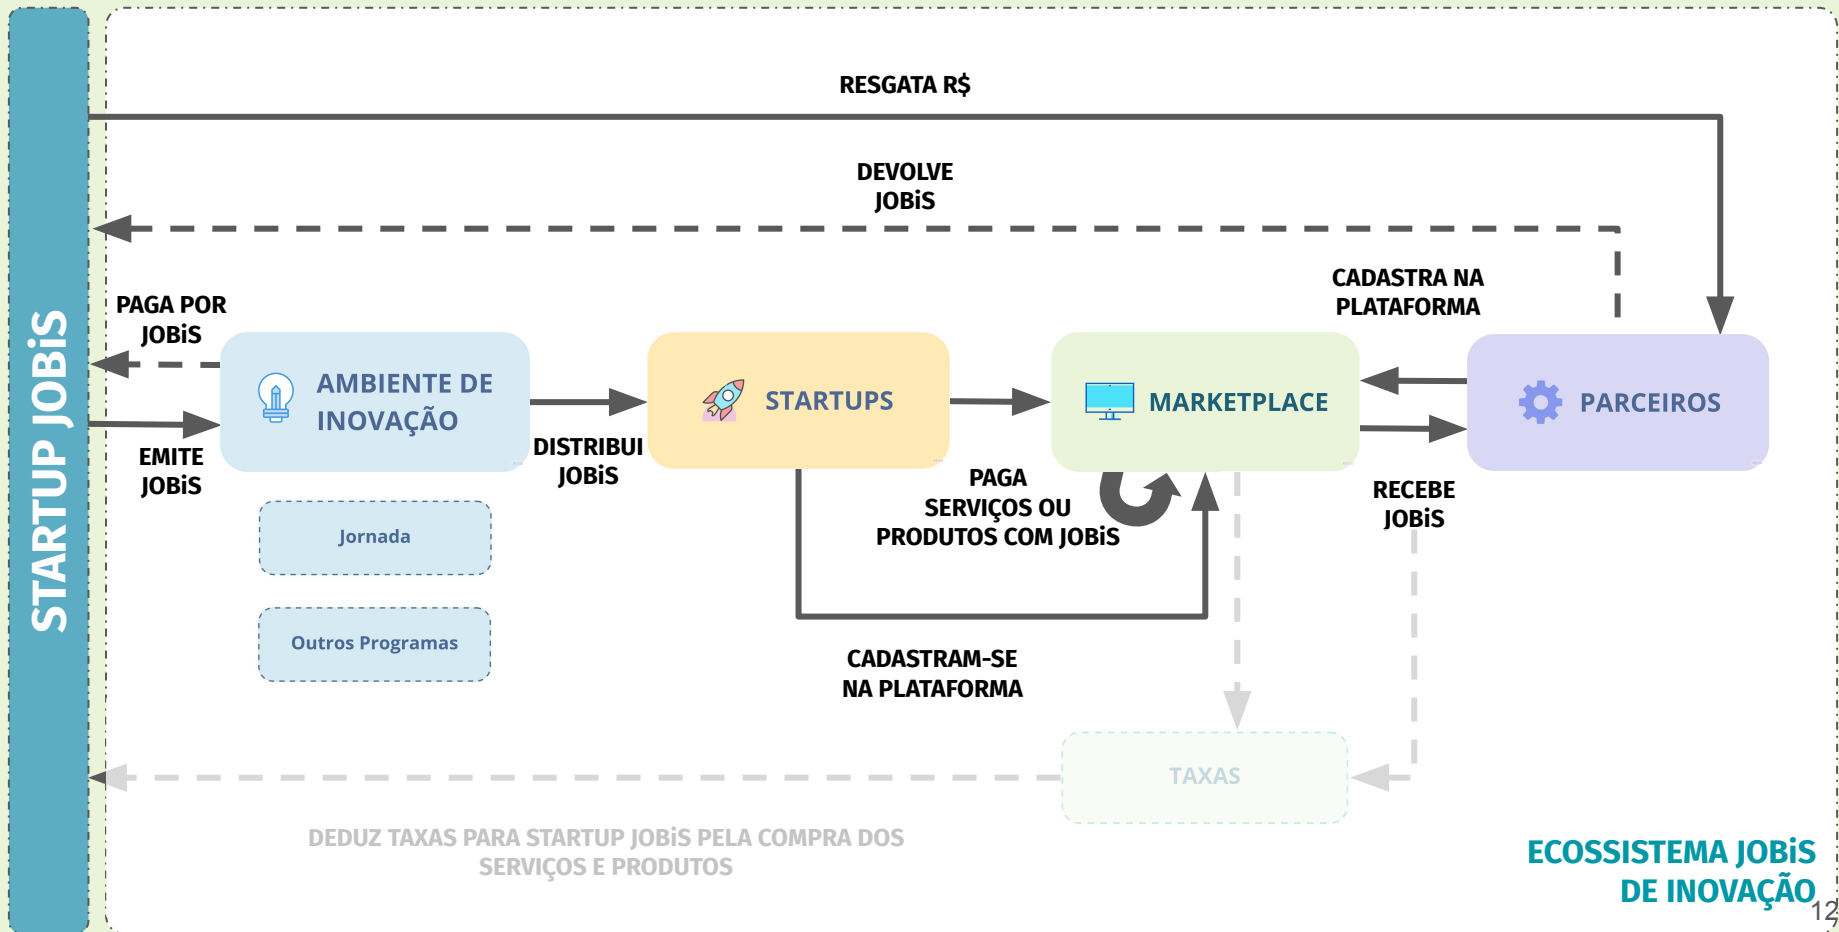 STARTUP JOBiS
RESGATA R$
DEVOLVE
JOBiS
CADASTRA NA
PLATAFORMA
PAGA POR
JOBiS
AMBIENTE DE
INOVAÇÃO
STARTUPS
MARKETPLACE
PARCEIROS
EMITE
JOBiS
DISTRIBUI
JOBiS
PAGA
SERVIÇOS OU
PRODUTOS COM JOBiS
RECEBE
JOBiS
Jornada
Outros Programas
CADASTRAM-SE
NA PLATAFORMA
TAXAS
DEDUZ TAXAS PARA STARTUP JOBiS PELA COMPRA DOS
SERVIÇOS E PRODUTOS
ECOSSISTEMA JOBiS
DE INOVAÇÃO
12